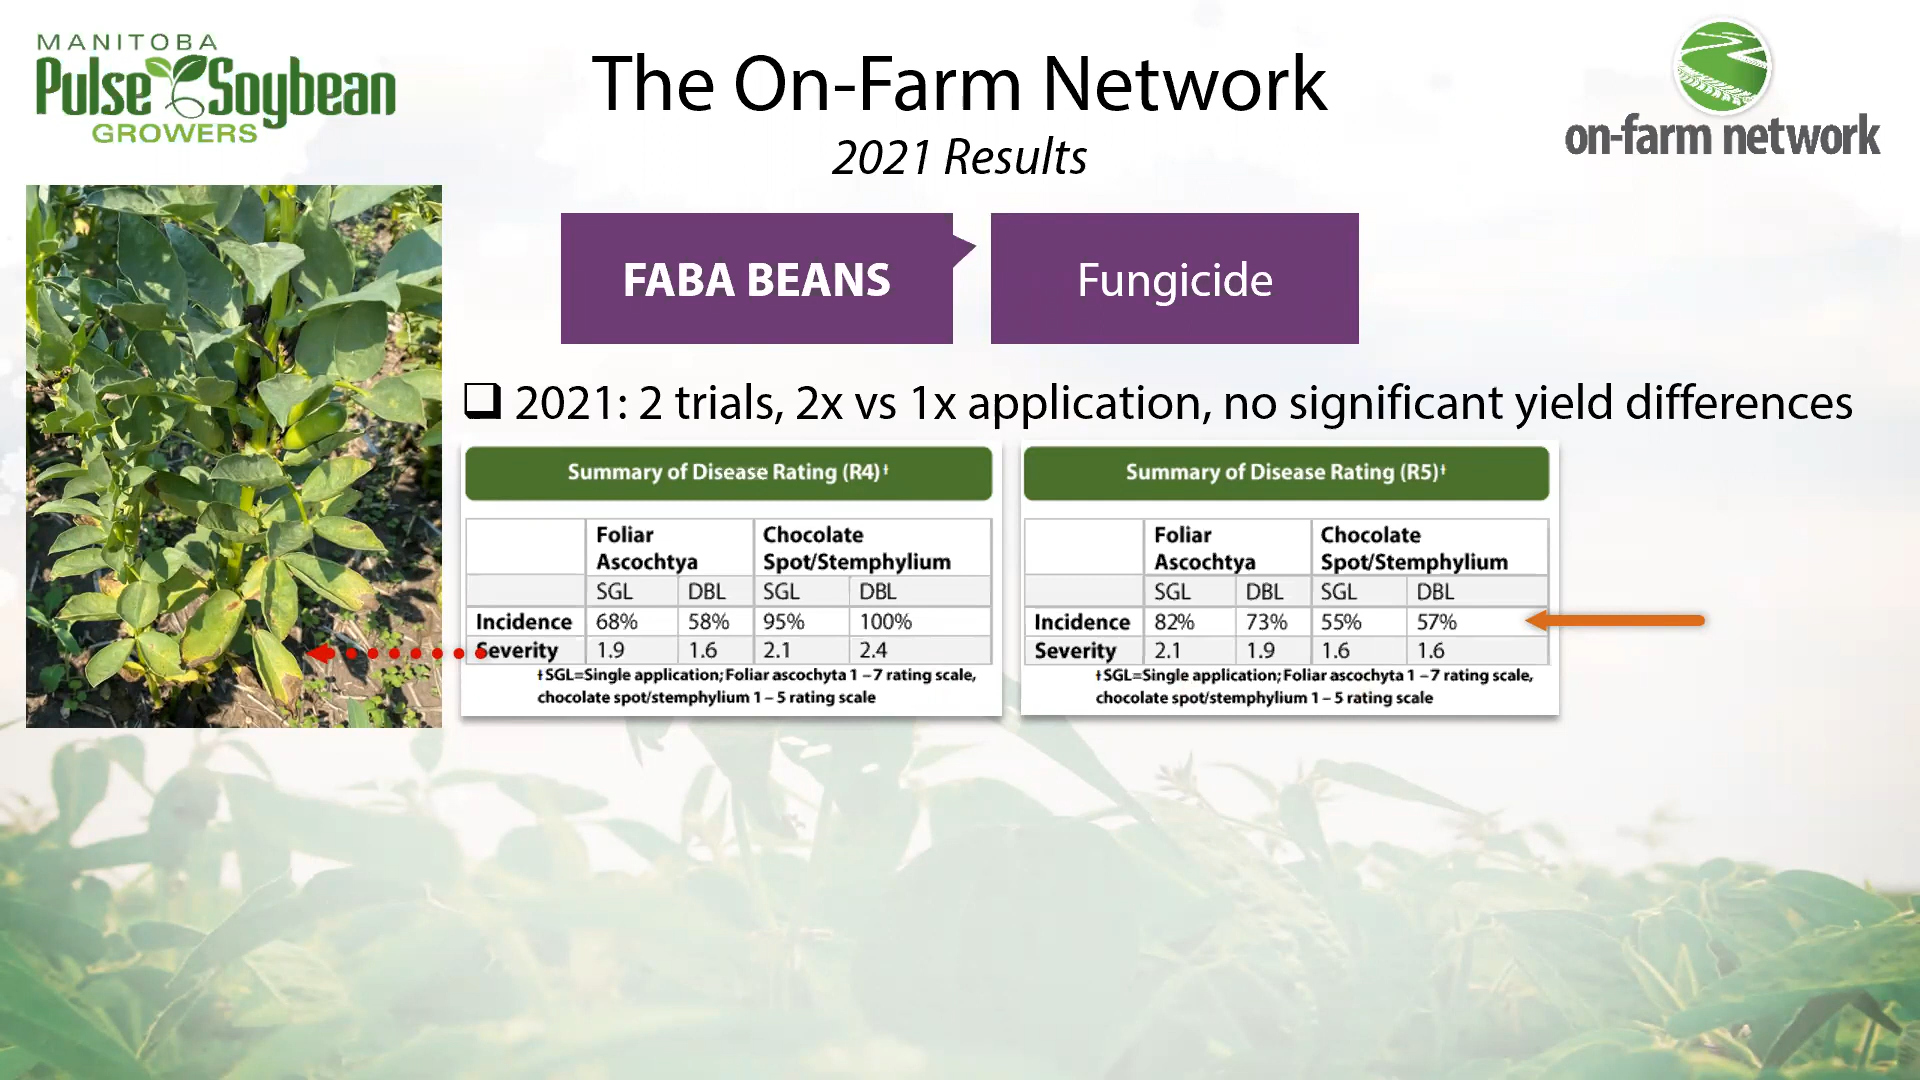 MANITOBA
Pulse Soybean
GROWERS
The On-Farm Network
2021 Results
on-farm network
FABA BEANS
Fungicide
❑ 2021: 2 trials, 2x vs 1x application, no significant yield differences
Summary of Disease Rating (R4)ǂ
Foliar Chocolate
Ascochtya Spot/Stemphylium
SGL DBL SGL DBL
Incidence 68% 58% 95% 100%
Severity 1.9 1.6 2.1 2.4
ǂSGL=Single application; Foliar ascochyta 1 – 7 rating scale,
chocolate spot/stemphylium 1 – 5 rating scale
Summary of Disease Rating (R5)ǂ
Foliar Chocolate
Ascochtya Spot/Stemphylium
SGL DBL SGL DBL
Incidence 82% 73% 55% 57%
Severity 2.1 1.9 1.6 1.6
ǂSGL=Single application; Foliar ascochyta 1 – 7 rating scale,
chocolate spot/stemphylium 1 – 5 rating scale